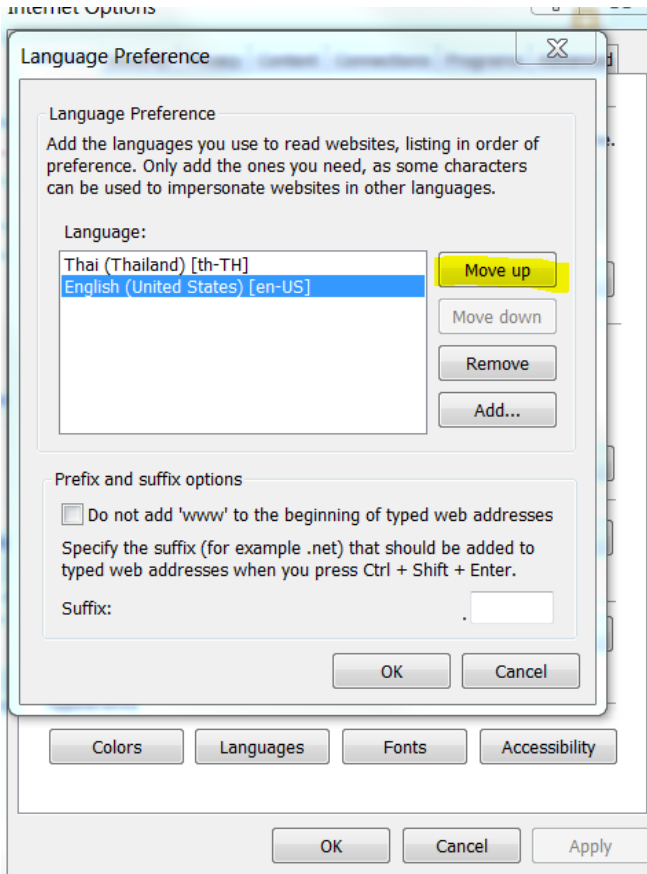 Internet Options
Language Preference
Language Preference
Add the languages you use to read websites, listing in order of
preference. Only add the ones you need, as some characters
can be used to impersonate websites in other languages.
Language:
Thai (Thailand) [th-TH]
English (United States) [en-US]
Move up
Move down
Remove
Add...
Prefix and suffix options
Do not add 'www' to the beginning of typed web addresses
Specify the suffix (for example .net) that should be added to
typed web addresses when you press Ctrl + Shift + Enter.
Suffix:
.
OK Cancel
Colors Languages Fonts Accessibility
OK Cancel Apply